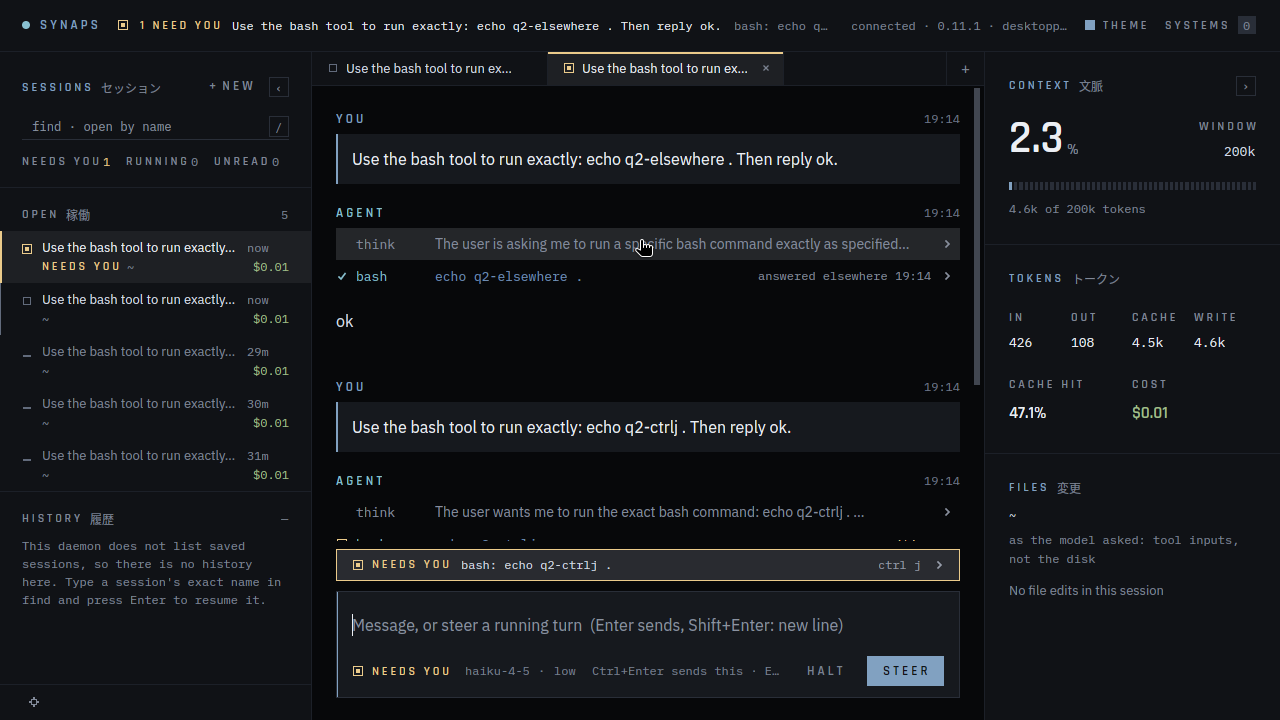 SYNAPS 1 NEED YOU Use the bash tool to run exactly: echo q2-elsewhere . Then reply ok. bash: echo q… connected · 0.11.1 · desktopp… THEME SYSTEMS 0
SESSIONS セッション + NEW ‹
find · open by name /
NEEDS YOU 1 RUNNING 0 UNREAD 0
OPEN 稼働 5
Use the bash tool to run exactly… now
NEEDS YOU ~ $0.01
Use the bash tool to run exactly… now
~ $0.01
Use the bash tool to run exactly… 29m
~ $0.01
Use the bash tool to run exactly… 30m
~ $0.01
Use the bash tool to run exactly… 31m
~ $0.01
HISTORY 履歴 —
This daemon does not list saved
sessions, so there is no history
here. Type a session's exact name in
find and press Enter to resume it.
Use the bash tool to run ex… Use the bash tool to run ex… × +
YOU 19:14
Use the bash tool to run exactly: echo q2-elsewhere . Then reply ok.
AGENT 19:14
think The user is asking me to run a specific bash command exactly as specified… ›
✓ bash echo q2-elsewhere . answered elsewhere 19:14 ›
ok
YOU 19:14
Use the bash tool to run exactly: echo q2-ctrlj . Then reply ok.
AGENT 19:14
think The user wants me to run the exact bash command: echo q2-ctrlj . … ›
NEEDS YOU bash: echo q2-ctrlj . ctrl j ›
Message, or steer a running turn (Enter sends, Shift+Enter: new line)
NEEDS YOU haiku-4-5 · low Ctrl+Enter sends this · E… HALT STEER
CONTEXT 文脈 ›
2.3 % WINDOW
200k
4.6k of 200k tokens
TOKENS トークン
IN OUT CACHE WRITE
426 108 4.5k 4.6k
CACHE HIT COST
47.1% $0.01
FILES 変更
~
as the model asked: tool inputs,
not the disk
No file edits in this session